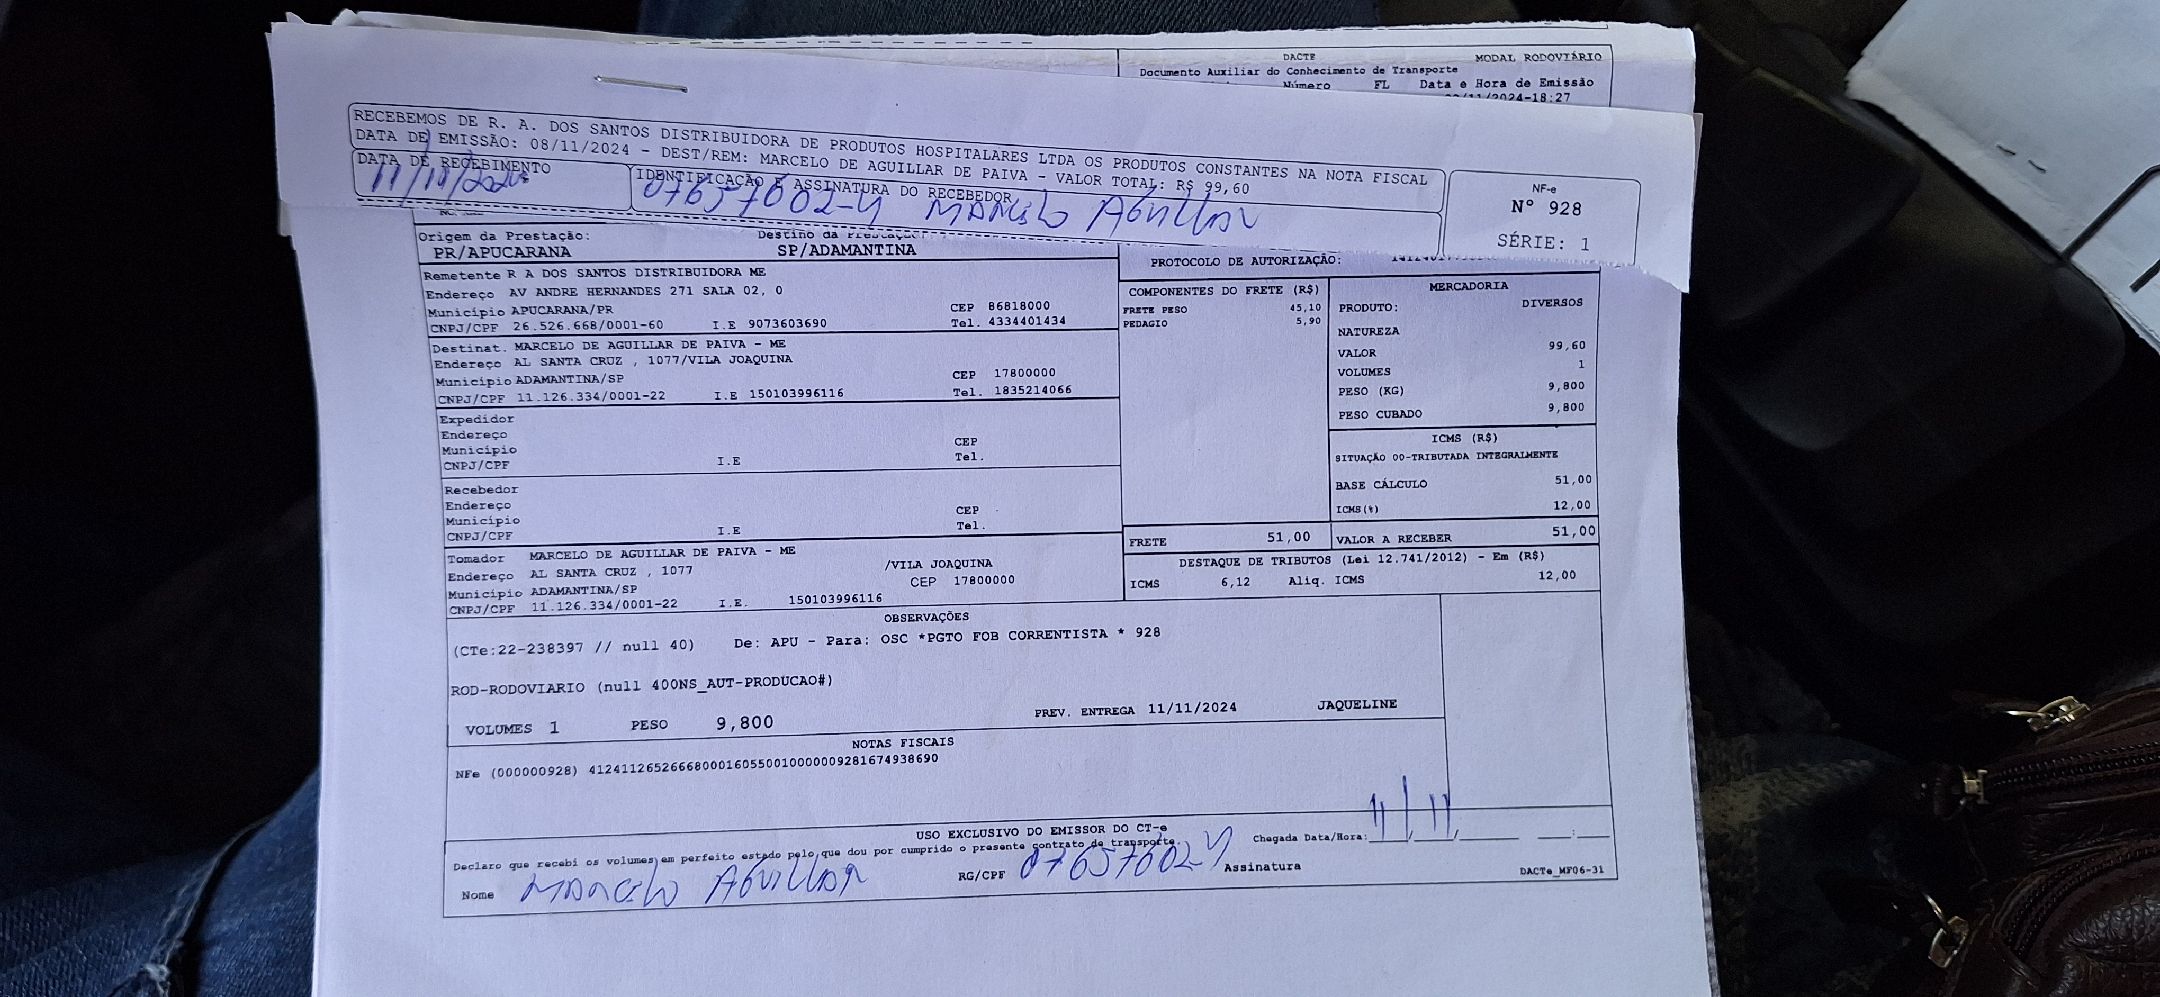 DACTE MODAL RODOVIÁRIO
Documento Auxiliar do Conhecimento de Transporte
Número FL Data e Hora de Emissão
/11/2024-18:27
RECEBEMOS DE R. A. DOS SANTOS DISTRIBUIDORA DE PRODUTOS HOSPITALARES LTDA OS PRODUTOS CONSTANTES NA NOTA FISCAL
DATA DE EMISSÃO: 08/11/2024 - DEST/REM: MARCELO DE AGUILLAR DE PAIVA - VALOR TOTAL: R$ 99,60
DATA DE RECEBIMENTO IDENTIFICAÇÃO E ASSINATURA DO RECEBEDOR
MARCELO AGUILLAR
NF-e
N° 928
SÉRIE: 1
Origem da Prestação: Destino da Prestação:
PR/APUCARANA SP/ADAMANTINA
PROTOCOLO DE AUTORIZAÇÃO:
Remetente R A DOS SANTOS DISTRIBUIDORA ME
Endereço AV ANDRE HERNANDES 271 SALA 02, 0
Município APUCARANA/PR CEP 86818000
CNPJ/CPF 26.526.668/0001-60 I.E 9073603690 Tel. 4334401434
Destinat. MARCELO DE AGUILLAR DE PAIVA - ME
Endereço AL SANTA CRUZ , 1077/VILA JOAQUINA
Município ADAMANTINA/SP CEP 17800000
CNPJ/CPF 11.126.334/0001-22 I.E 150103996116 Tel. 1835214066
Expedidor
Endereço
Município CEP
CNPJ/CPF I.E Tel.
Recebedor
Endereço
Município CEP
CNPJ/CPF I.E Tel.
Tomador MARCELO DE AGUILLAR DE PAIVA - ME
Endereço AL SANTA CRUZ , 1077 /VILA JOAQUINA
Município ADAMANTINA/SP CEP 17800000
CNPJ/CPF 11.126.334/0001-22 I.E. 150103996116
COMPONENTES DO FRETE (R$)
FRETE PESO 45,10
PEDAGIO 5,90
FRETE 51,00
MERCADORIA
PRODUTO: DIVERSOS
NATUREZA
VALOR 99,60
VOLUMES 1
PESO (KG) 9,800
PESO CUBADO 9,800
ICMS (R$)
SITUAÇÃO 00-TRIBUTADA INTEGRALMENTE
BASE CÁLCULO 51,00
ICMS(%) 12,00
VALOR A RECEBER 51,00
DESTAQUE DE TRIBUTOS (Lei 12.741/2012) - Em (R$)
ICMS 6,12 Aliq. ICMS 12,00
OBSERVAÇÕES
(CTe:22-238397 // null 40) De: APU - Para: OSC *PGTO FOB CORRENTISTA * 928
ROD-RODOVIARIO (null 400NS_AUT-PRODUCAO#)
VOLUMES 1 PESO 9,800 PREV. ENTREGA 11/11/2024 JAQUELINE
NOTAS FISCAIS
NFe (000000928) 41241126526668000160550010000009281674938690
USO EXCLUSIVO DO EMISSOR DO CT-e
Declaro que recebi os volumes em perfeito estado pelo que dou por cumprido o presente contrato de transporte. Chegada Data/Hora: 11/11
Nome MARCELO AGUILLAR RG/CPF Assinatura
DACTe_MF06-31